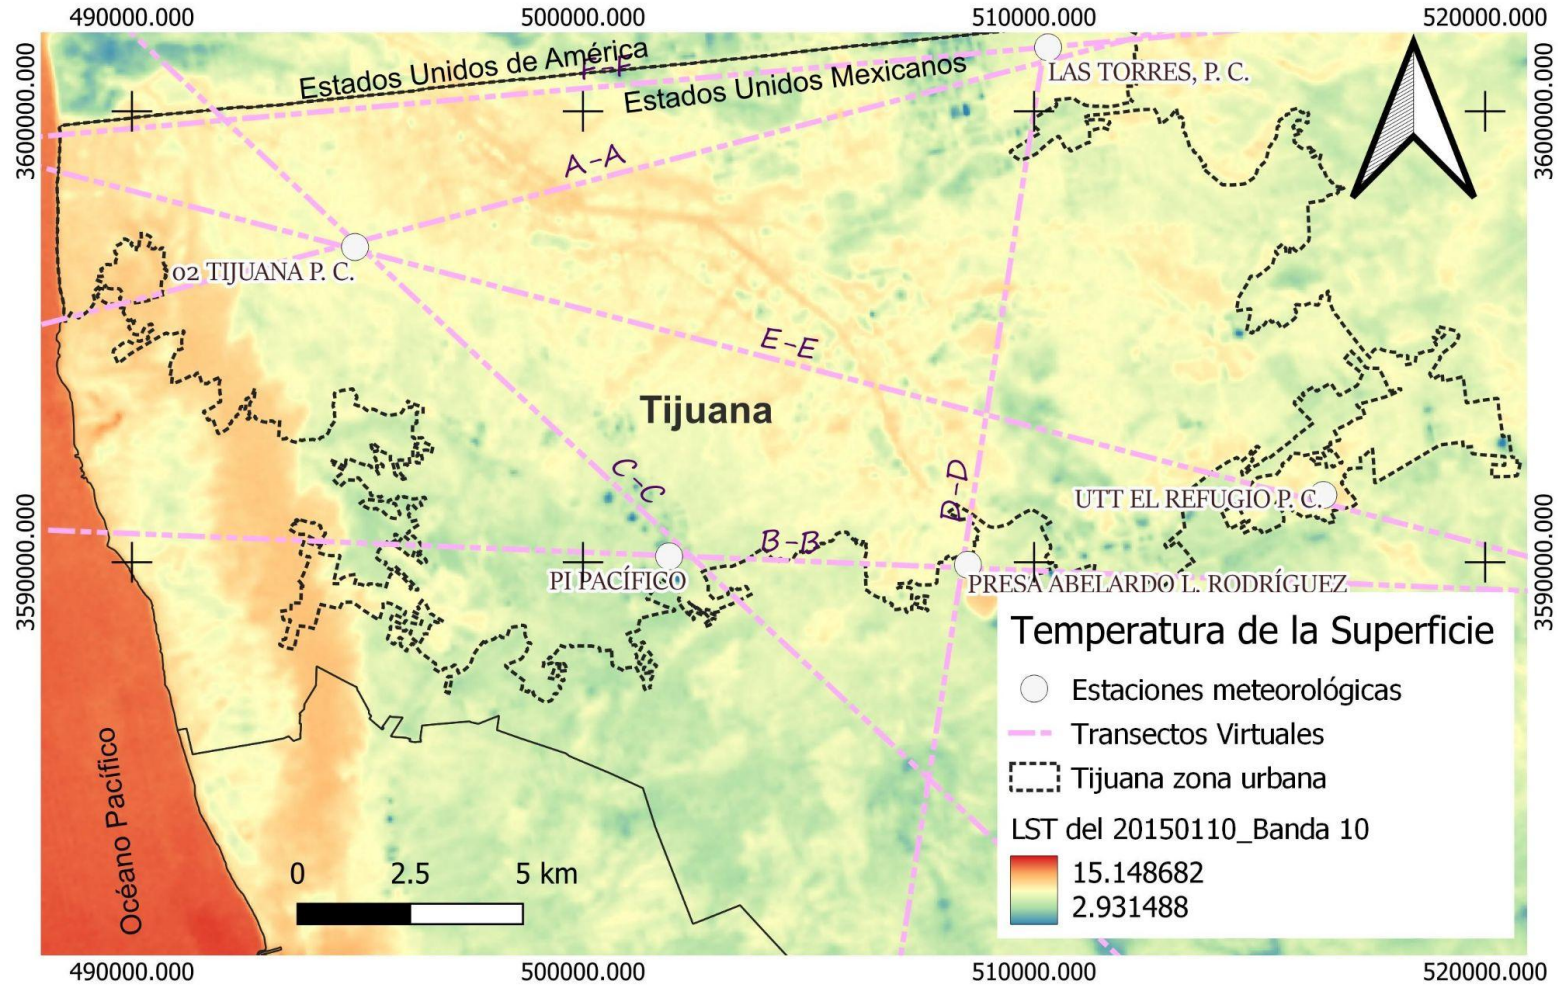 490000.000
500000.000
510000.000
520000.000
3600000.000
3600000.000
Estados Unidos de América
F-F
Estados Unidos Mexicanos
LAS TORRES, P. C.
A-A
02 TIJUANA P. C.
E-E
Tijuana
C-C
D-D
UTT EL REFUGIO P. C.
3590000.000
3590000.000
B-B
PI PACÍFICO
PRESA ABELARDO L. RODRÍGUEZ
Océano Pacífico
0 2.5 5 km
Temperatura de la Superficie
Estaciones meteorológicas
Transectos Virtuales
Tijuana zona urbana
LST del 20150110_Banda 10
15.148682
2.931488
490000.000
500000.000
510000.000
520000.000